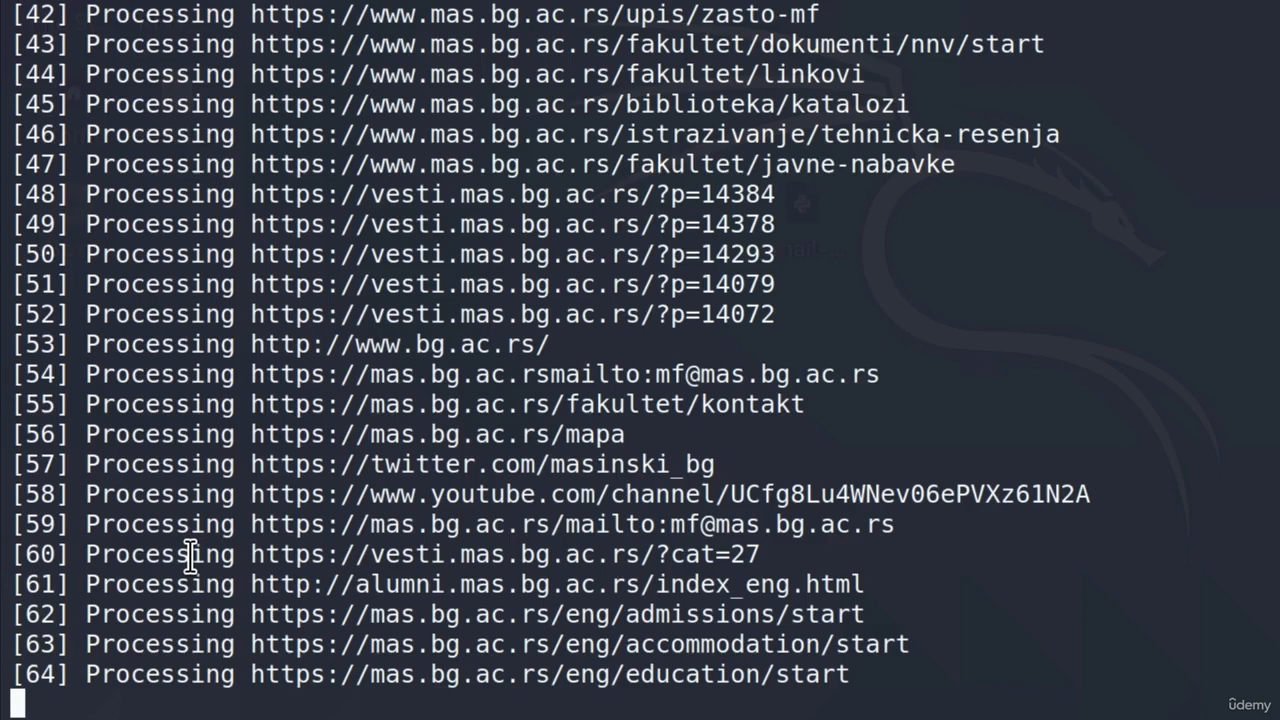 [42] Processing https://www.mas.bg.ac.rs/upis/zasto-mf
[43] Processing https://www.mas.bg.ac.rs/fakultet/dokumenti/nnv/start
[44] Processing https://www.mas.bg.ac.rs/fakultet/linkovi
[45] Processing https://www.mas.bg.ac.rs/biblioteka/katalozi
[46] Processing https://www.mas.bg.ac.rs/istrazivanje/tehnicka-resenja
[47] Processing https://www.mas.bg.ac.rs/fakultet/javne-nabavke
[48] Processing https://vesti.mas.bg.ac.rs/?p=14384
[49] Processing https://vesti.mas.bg.ac.rs/?p=14378
[50] Processing https://vesti.mas.bg.ac.rs/?p=14293
[51] Processing https://vesti.mas.bg.ac.rs/?p=14079
[52] Processing https://vesti.mas.bg.ac.rs/?p=14072
[53] Processing http://www.bg.ac.rs/
[54] Processing https://mas.bg.ac.rsmailto:mf@mas.bg.ac.rs
[55] Processing https://mas.bg.ac.rs/fakultet/kontakt
[56] Processing https://mas.bg.ac.rs/mapa
[57] Processing https://twitter.com/masinski_bg
[58] Processing https://www.youtube.com/channel/UCfg8Lu4WNev06ePVXz61N2A
[59] Processing https://mas.bg.ac.rs/mailto:mf@mas.bg.ac.rs
[60] Processing https://vesti.mas.bg.ac.rs/?cat=27
[61] Processing http://alumni.mas.bg.ac.rs/index_eng.html
[62] Processing https://mas.bg.ac.rs/eng/admissions/start
[63] Processing https://mas.bg.ac.rs/eng/accommodation/start
[64] Processing https://mas.bg.ac.rs/eng/education/start
ûdemy